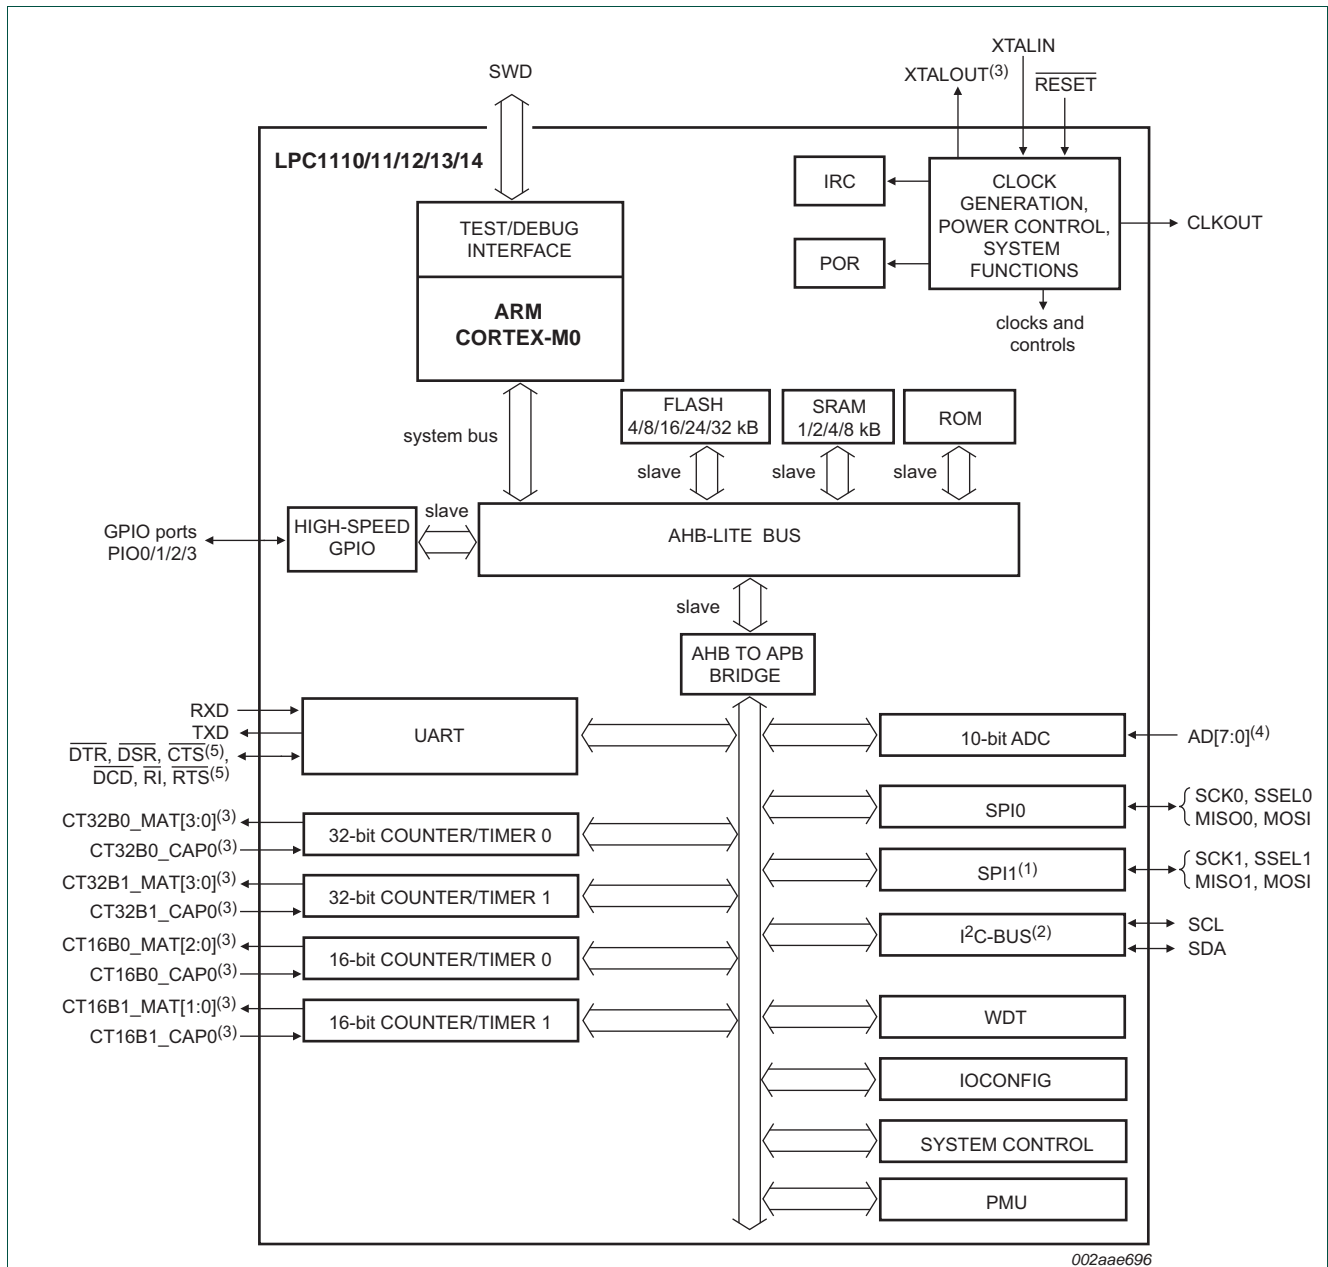 XTALIN
XTALOUT(3)
RESET
SWD
LPC1110/11/12/13/14
TEST/DEBUG
INTERFACE
ARM
CORTEX-M0
IRC
POR
CLOCK
GENERATION,
POWER CONTROL,
SYSTEM
FUNCTIONS
CLKOUT
clocks and
controls
system bus
FLASH
4/8/16/24/32 kB
SRAM
1/2/4/8 kB
ROM
slave
slave
slave
GPIO ports
PIO0/1/2/3
HIGH-SPEED
GPIO
slave
AHB-LITE BUS
slave
AHB TO APB
BRIDGE
RXD
TXD
DTR, DSR, CTS(5),
DCD, RI, RTS(5)
UART
10-bit ADC
AD[7:0](4)
CT32B0_MAT[3:0](3)
CT32B0_CAP0(3)
32-bit COUNTER/TIMER 0
SPI0
SCK0, SSEL0
MISO0, MOSI
CT32B1_MAT[3:0](3)
CT32B1_CAP0(3)
32-bit COUNTER/TIMER 1
SPI1(1)
SCK1, SSEL1
MISO1, MOSI
CT16B0_MAT[2:0](3)
CT16B0_CAP0(3)
16-bit COUNTER/TIMER 0
I2C-BUS(2)
SCL
SDA
CT16B1_MAT[1:0](3)
CT16B1_CAP0(3)
16-bit COUNTER/TIMER 1
WDT
IOCONFIG
SYSTEM CONTROL
PMU
002aae696